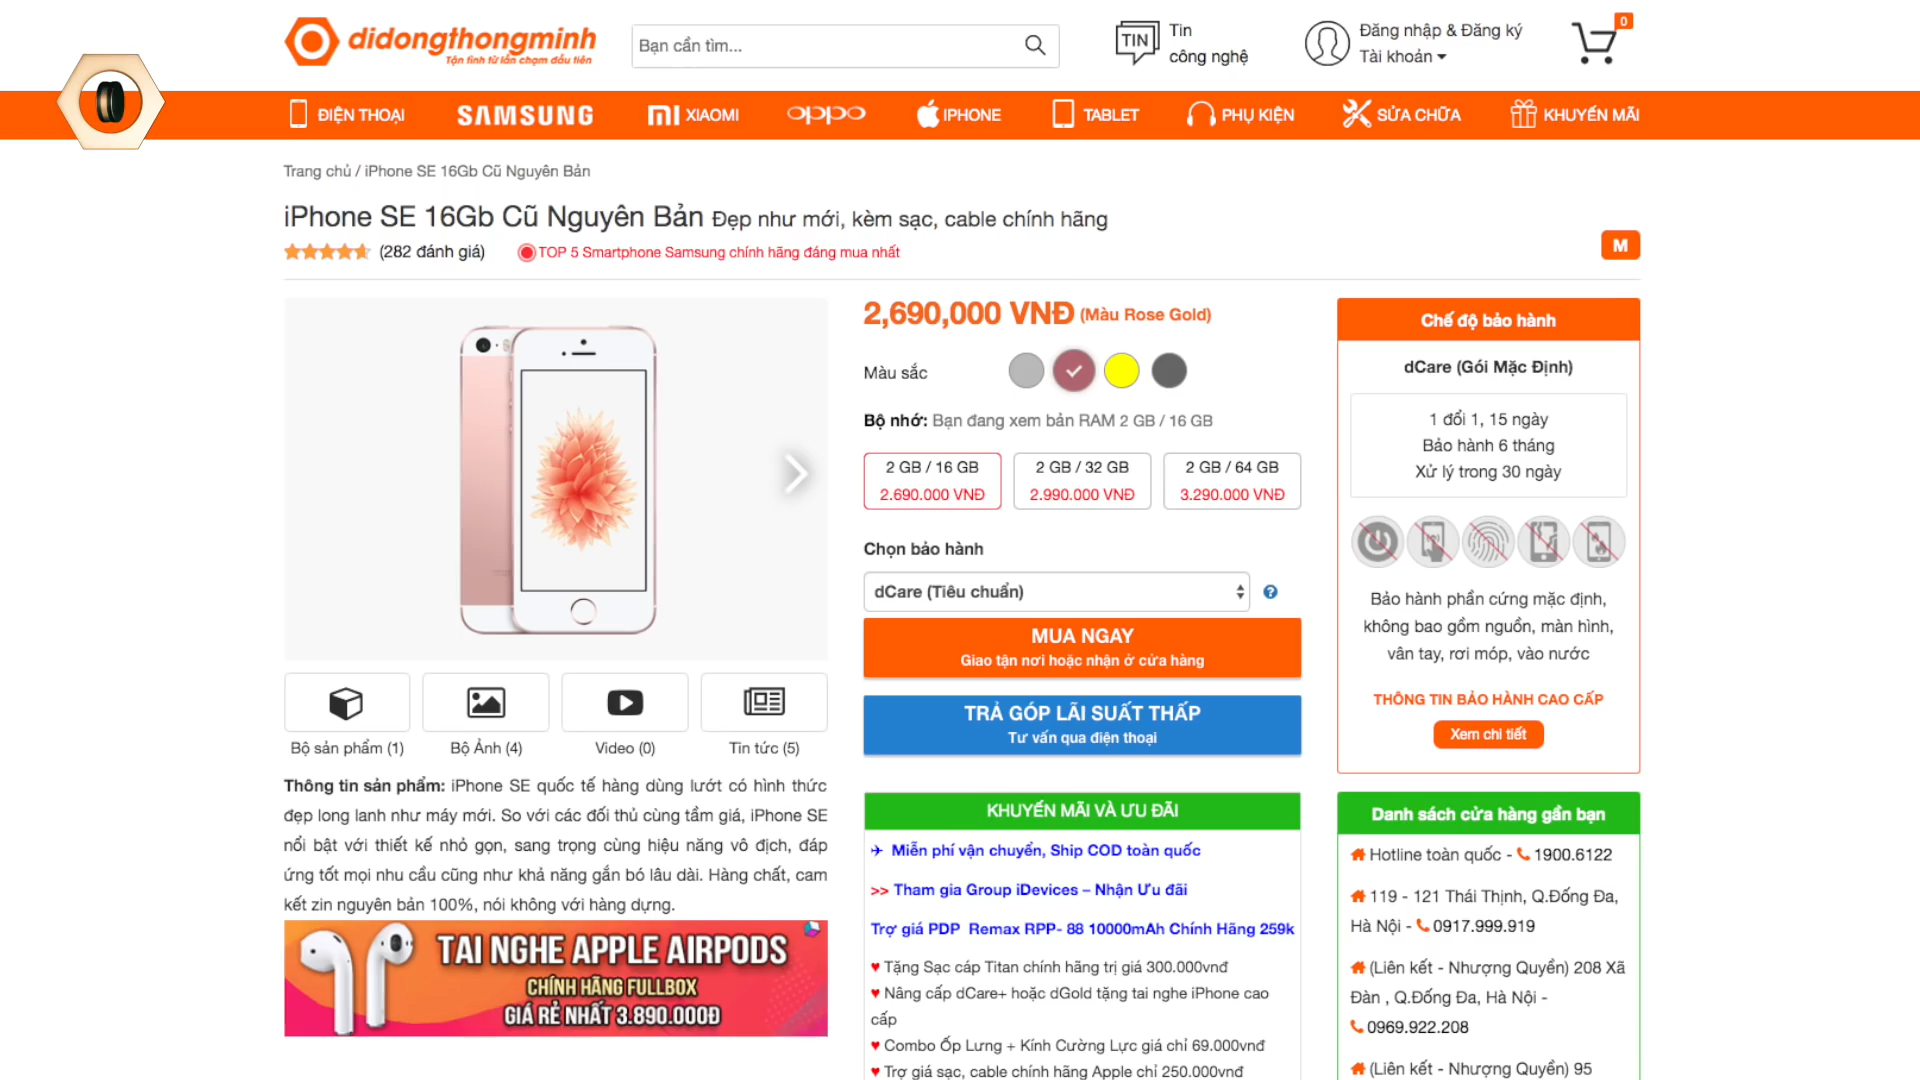 didongthongminh
Tận tình từ lần chạm đầu tiên
Bạn cần tìm...
TIN
Tin
công nghệ
Đăng nhập & Đăng ký
Tài khoản
0
ĐIỆN THOẠI
SAMSUNG
MI XIAOMI
oppo
IPHONE
TABLET
PHỤ KIỆN
SỬA CHỮA
KHUYẾN MÃI
Trang chủ / iPhone SE 16Gb Cũ Nguyên Bản
iPhone SE 16Gb Cũ Nguyên Bản Đẹp như mới, kèm sạc, cable chính hãng
(282 đánh giá)
TOP 5 Smartphone Samsung chính hãng đáng mua nhất
M
2,690,000 VNĐ (Màu Rose Gold)
Màu sắc
Bộ nhớ: Bạn đang xem bản RAM 2 GB / 16 GB
2 GB / 16 GB
2.690.000 VNĐ
2 GB / 32 GB
2.990.000 VNĐ
2 GB / 64 GB
3.290.000 VNĐ
Chọn bảo hành
dCare (Tiêu chuẩn)
?
MUA NGAY
Giao tận nơi hoặc nhận ở cửa hàng
TRẢ GÓP LÃI SUẤT THẤP
Tư vấn qua điện thoại
Bộ sản phẩm (1)
Bộ Ảnh (4)
Video (0)
Tin tức (5)
Thông tin sản phẩm: iPhone SE quốc tế hàng dùng lướt có hình thức
đẹp long lanh như máy mới. So với các đối thủ cùng tầm giá, iPhone SE
nổi bật với thiết kế nhỏ gọn, sang trọng cùng hiệu năng vô địch, đáp
ứng tốt mọi nhu cầu cũng như khả năng gắn bó lâu dài. Hàng chất, cam
kết zin nguyên bản 100%, nói không với hàng dựng.
TAI NGHE APPLE AIRPODS
CHÍNH HÃNG FULLBOX
GIÁ RẺ NHẤT 3.890.000Đ
KHUYẾN MÃI VÀ ƯU ĐÃI
✈ Miễn phí vận chuyển, Ship COD toàn quốc
>> Tham gia Group iDevices – Nhận Ưu đãi
Trợ giá PDP Remax RPP- 88 10000mAh Chính Hãng 259k
♥ Tặng Sạc cáp Titan chính hãng trị giá 300.000vnđ
♥ Nâng cấp dCare+ hoặc dGold tặng tai nghe iPhone cao
cấp
♥ Combo Ốp Lưng + Kính Cường Lực giá chỉ 69.000vnđ
♥ Trợ giá sạc, cable chính hãng Apple chỉ 250.000vnđ
Chế độ bảo hành
dCare (Gói Mặc Định)
1 đổi 1, 15 ngày
Bảo hành 6 tháng
Xử lý trong 30 ngày
Bảo hành phần cứng mặc định,
không bao gồm nguồn, màn hình,
vân tay, rơi móp, vào nước
THÔNG TIN BẢO HÀNH CAO CẤP
Xem chi tiết
Danh sách cửa hàng gần bạn
Hotline toàn quốc - 1900.6122
119 - 121 Thái Thịnh, Q.Đống Đa,
Hà Nội - 0917.999.919
(Liên kết - Nhượng Quyền) 208 Xã
Đàn , Q.Đống Đa, Hà Nội -
0969.922.208
(Liên kết - Nhượng Quyền) 95